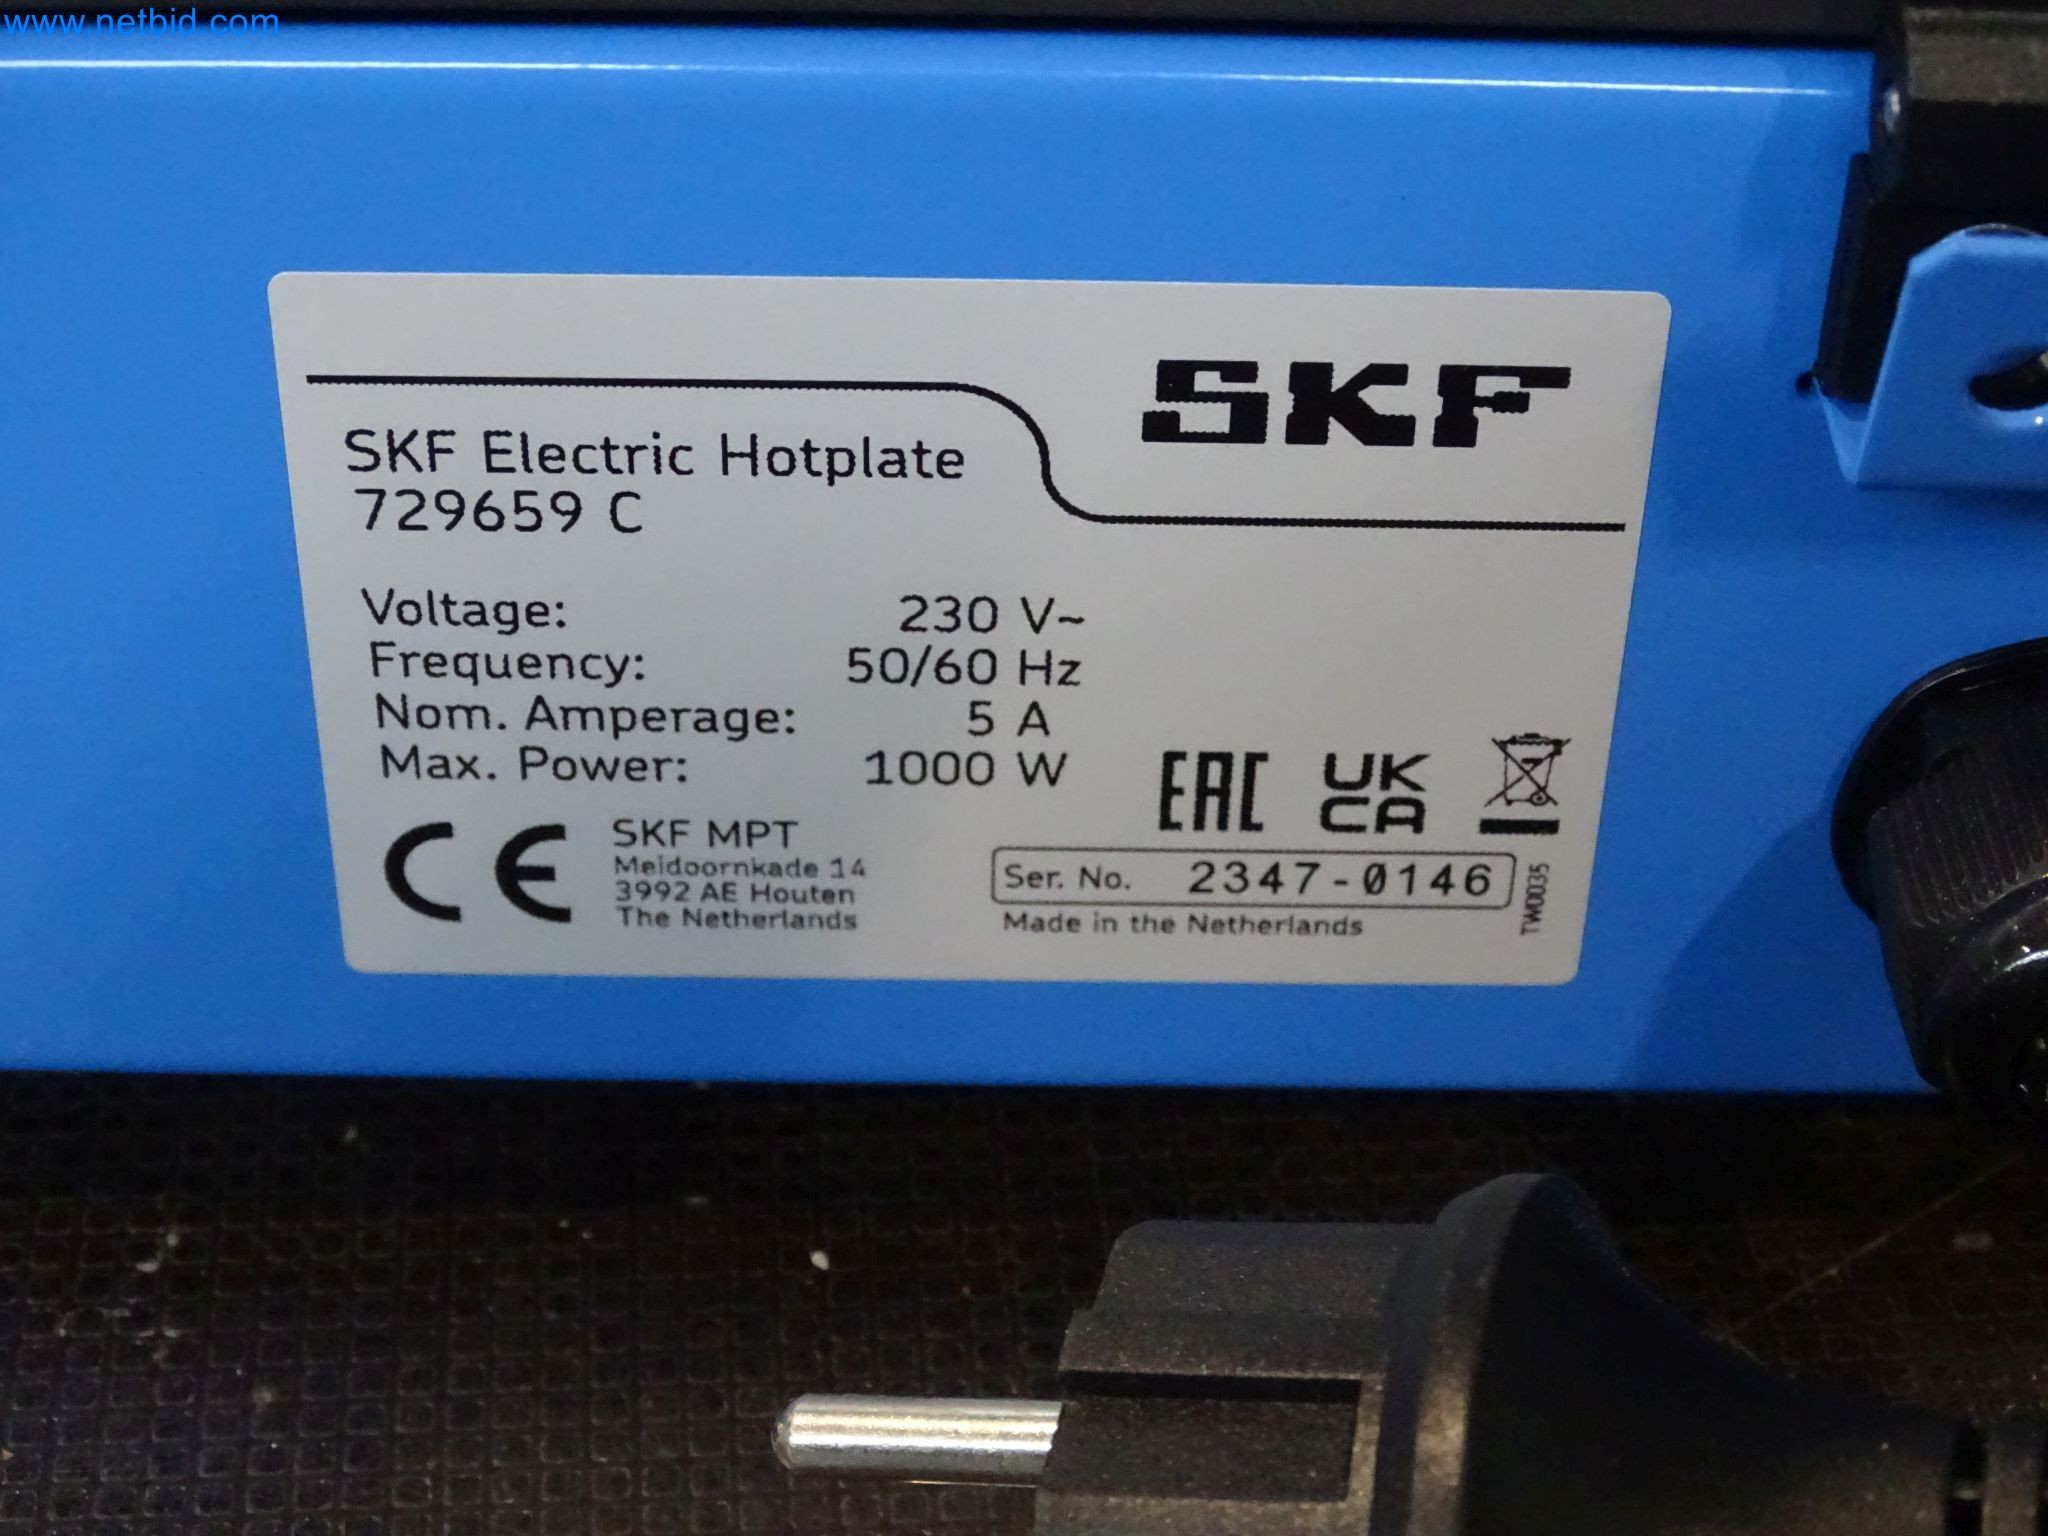 www.netbid.com
SKF
SKF Electric Hotplate
729659 C
Voltage: 230 V~
Frequency: 50/60 Hz
Nom. Amperage: 5 A
Max. Power: 1000 W
CE
SKF MPT
Meidoornkade 14
3992 AE Houten
The Netherlands
EAC
UK
CA
Ser. No. 2347-0146
Made in the Netherlands
TW0035